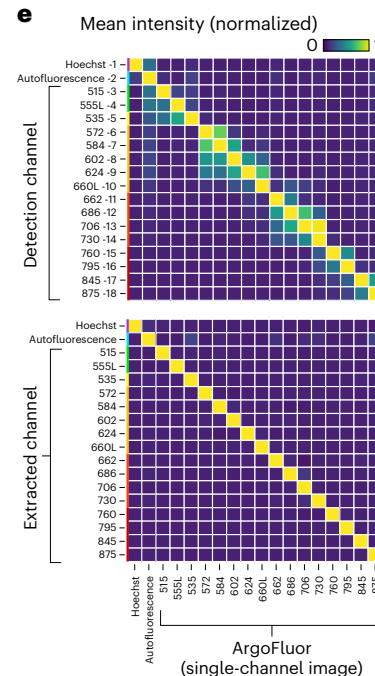 e
Mean intensity (normalized)
0
Hoechst -1
Autofluorescence -2
515 -3
555L -4
535 -5
572 -6
584 -7
602 -8
624 -9
660L -10
662 -11
686 -12
706 -13
730 -14
760 -15
795 -16
845 -17
875 -18
Detection channel
Hoechst
Autofluorescence
515
555L
535
572
584
602
624
660L
662
686
706
730
760
795
845
875
Extracted channel
Hoechst
Autofluorescence
515
555L
535
572
584
602
624
660L
662
686
706
730
760
795
845
875
ArgoFluor
(single-channel image)